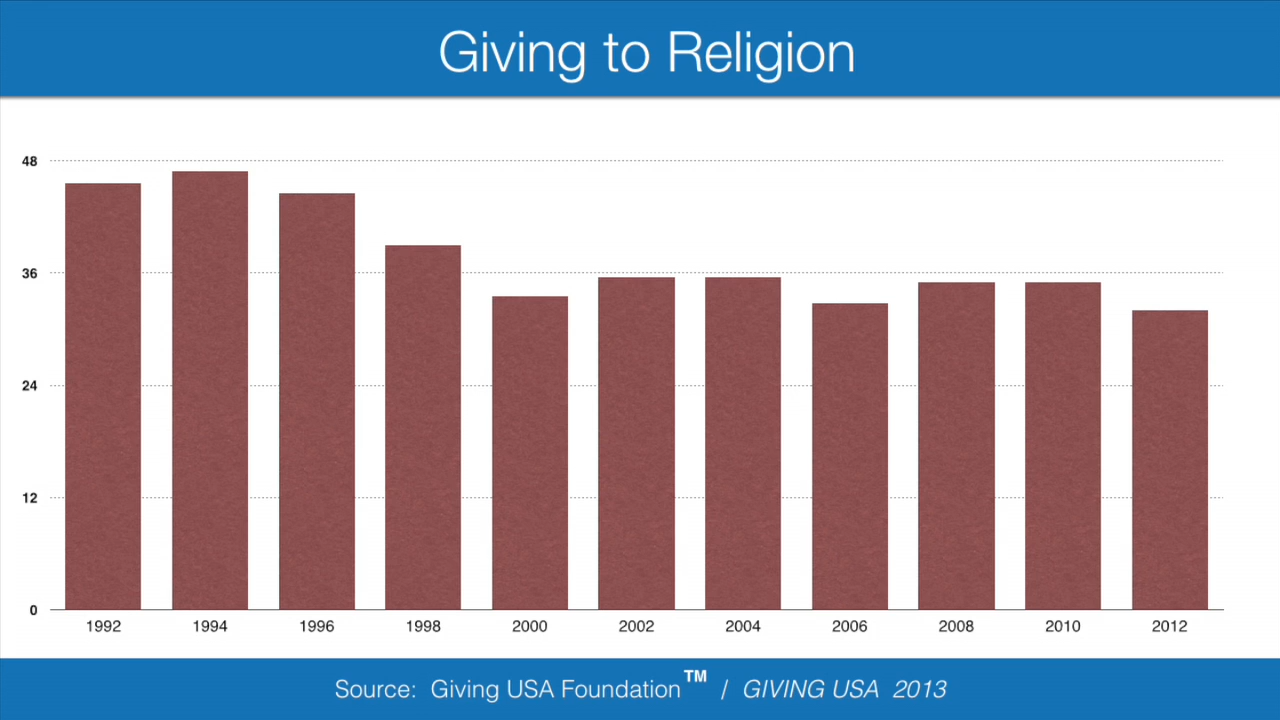 Giving to Religion
48
36
24
12
0
1992 1994 1996 1998 2000 2002 2004 2006 2008 2010 2012
Source: Giving USA Foundation™ / GIVING USA 2013